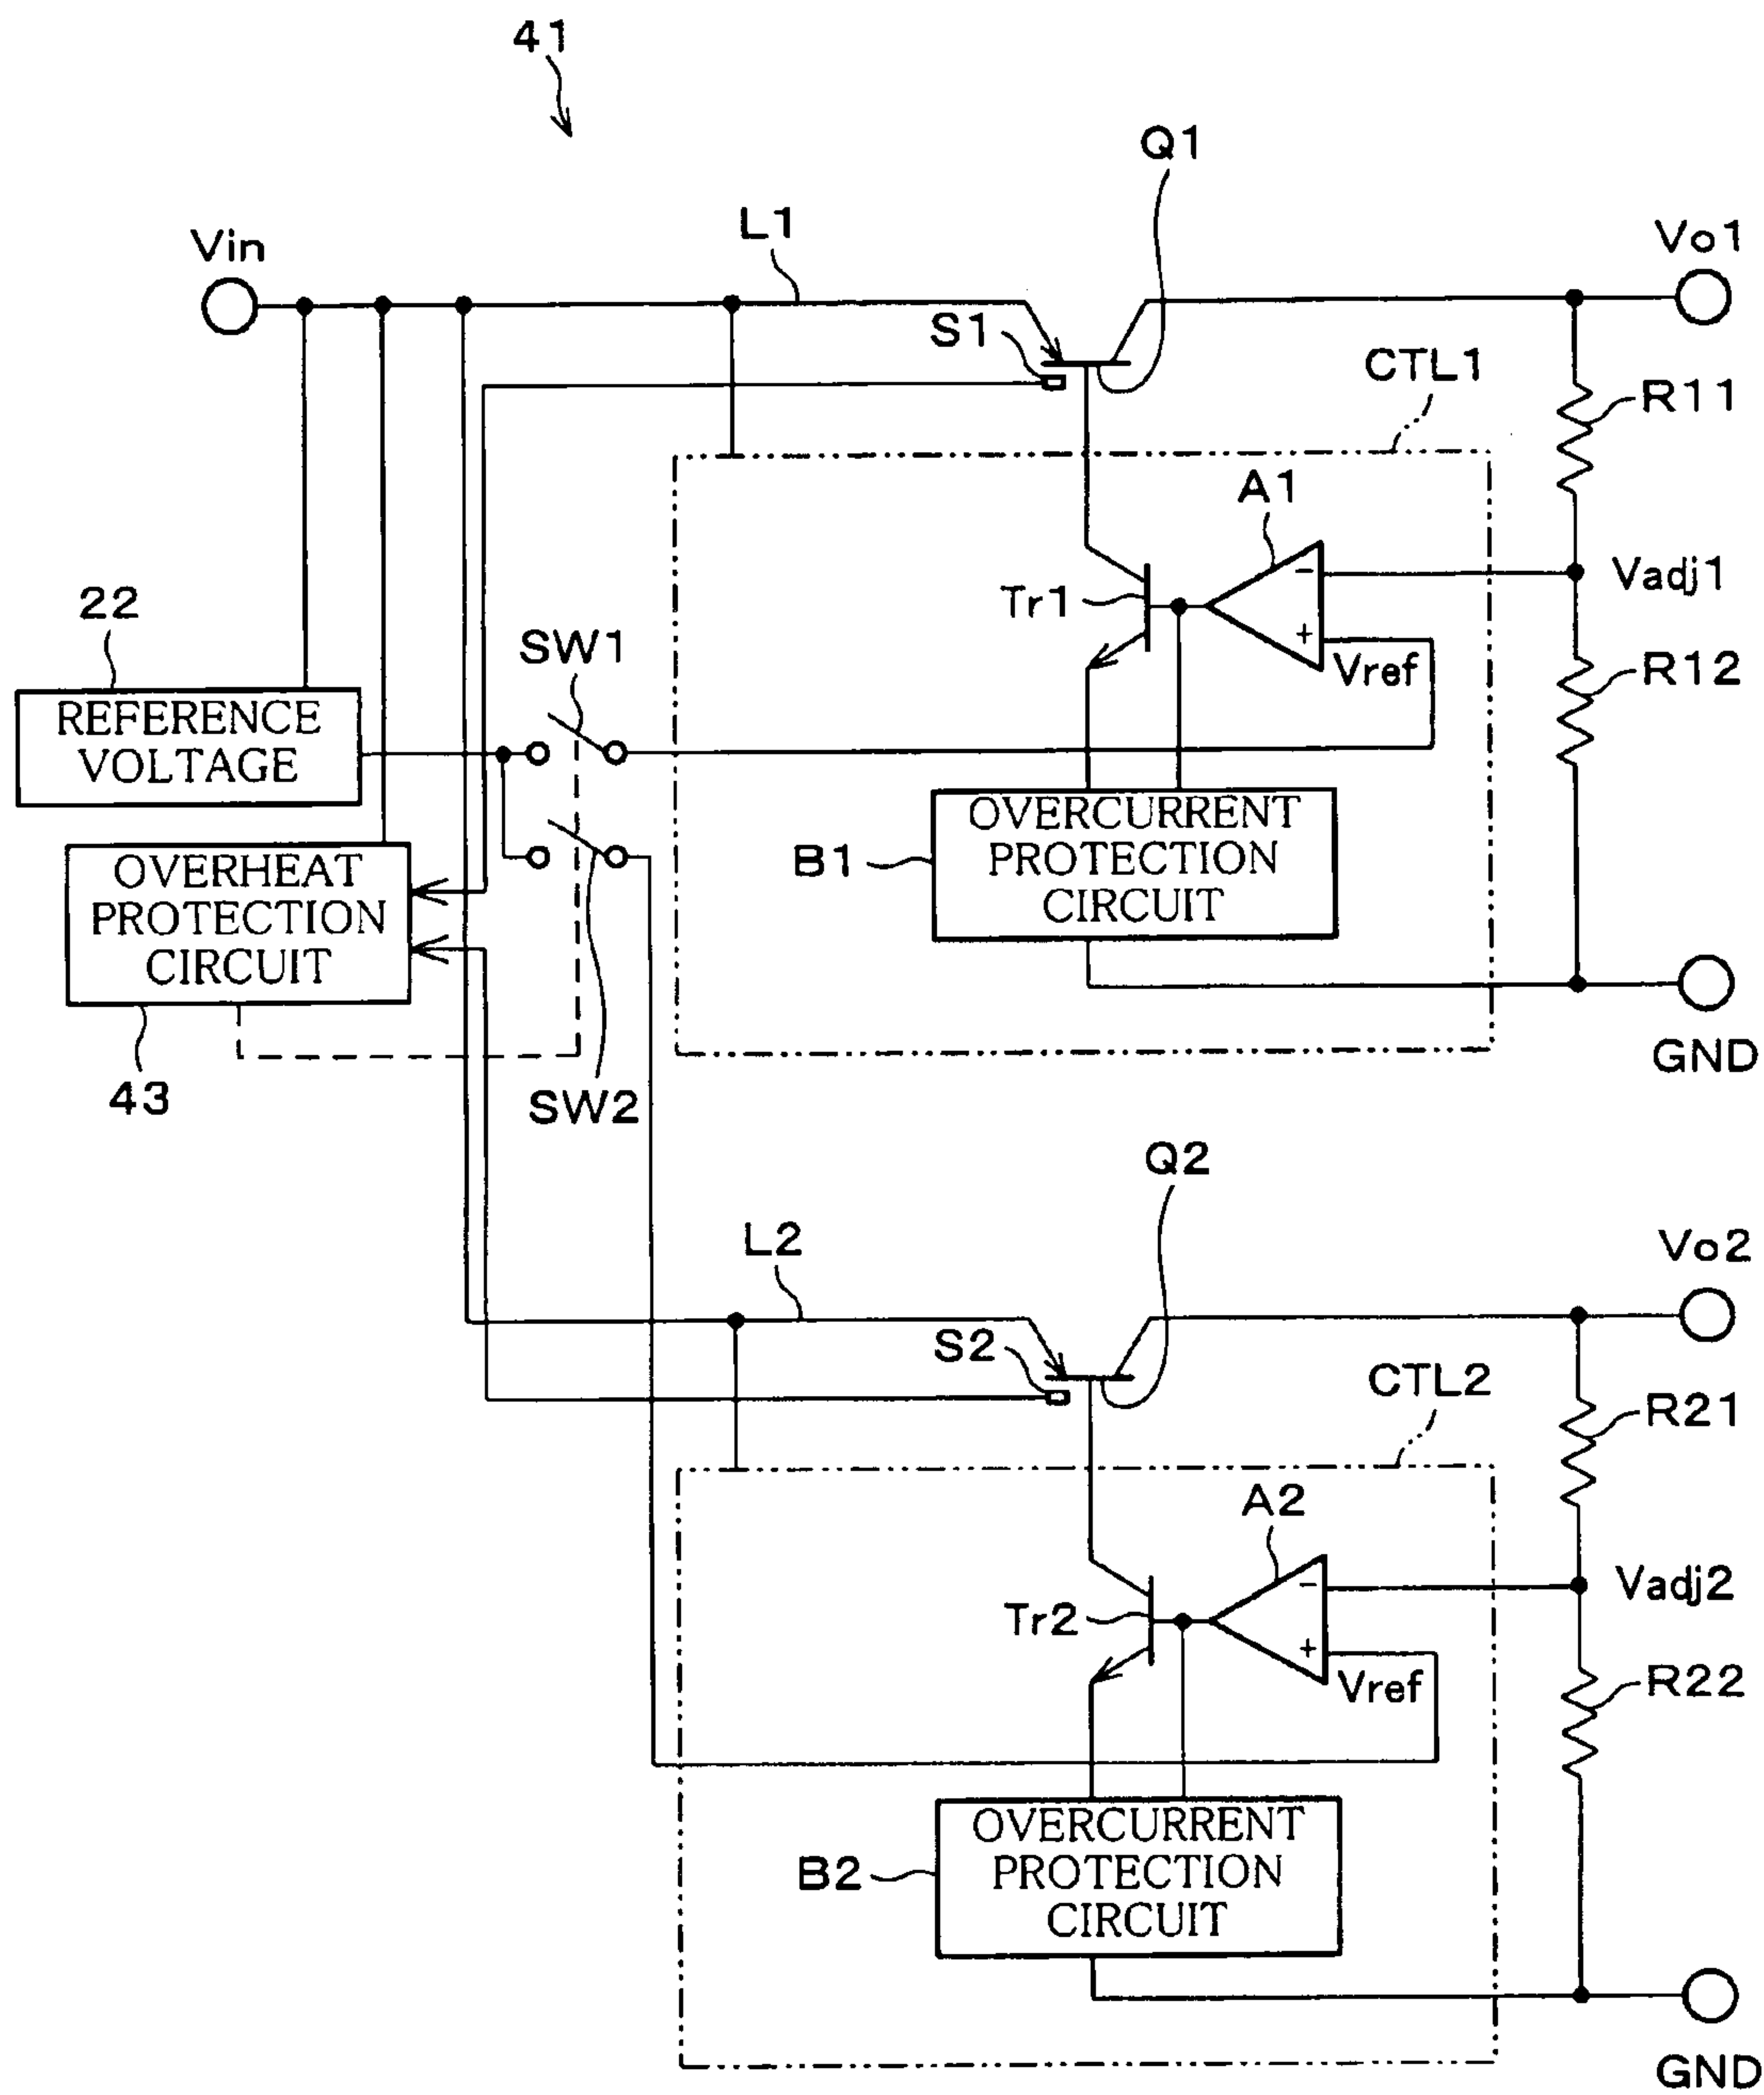 41
Q1
L1
Vin
Vo1
S1
CTL1
R11
A1
-
Vadj1
Tr1
22
+
SW1
Vref
R12
REFERENCE
VOLTAGE
OVERCURRENT
PROTECTION
CIRCUIT
B1
OVERHEAT
PROTECTION
CIRCUIT
GND
43
SW2
Q2
L2
Vo2
S2
CTL2
R21
A2
-
Vadj2
Tr2
+
Vref
R22
OVERCURRENT
PROTECTION
CIRCUIT
B2
GND